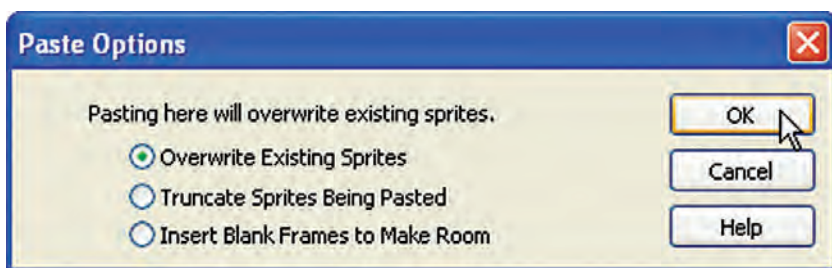 Paste Options
Pasting here will overwrite existing sprites.
OK
Overwrite Existing Sprites
Truncate Sprites Being Pasted
Cancel
Insert Blank Frames to Make Room
Help